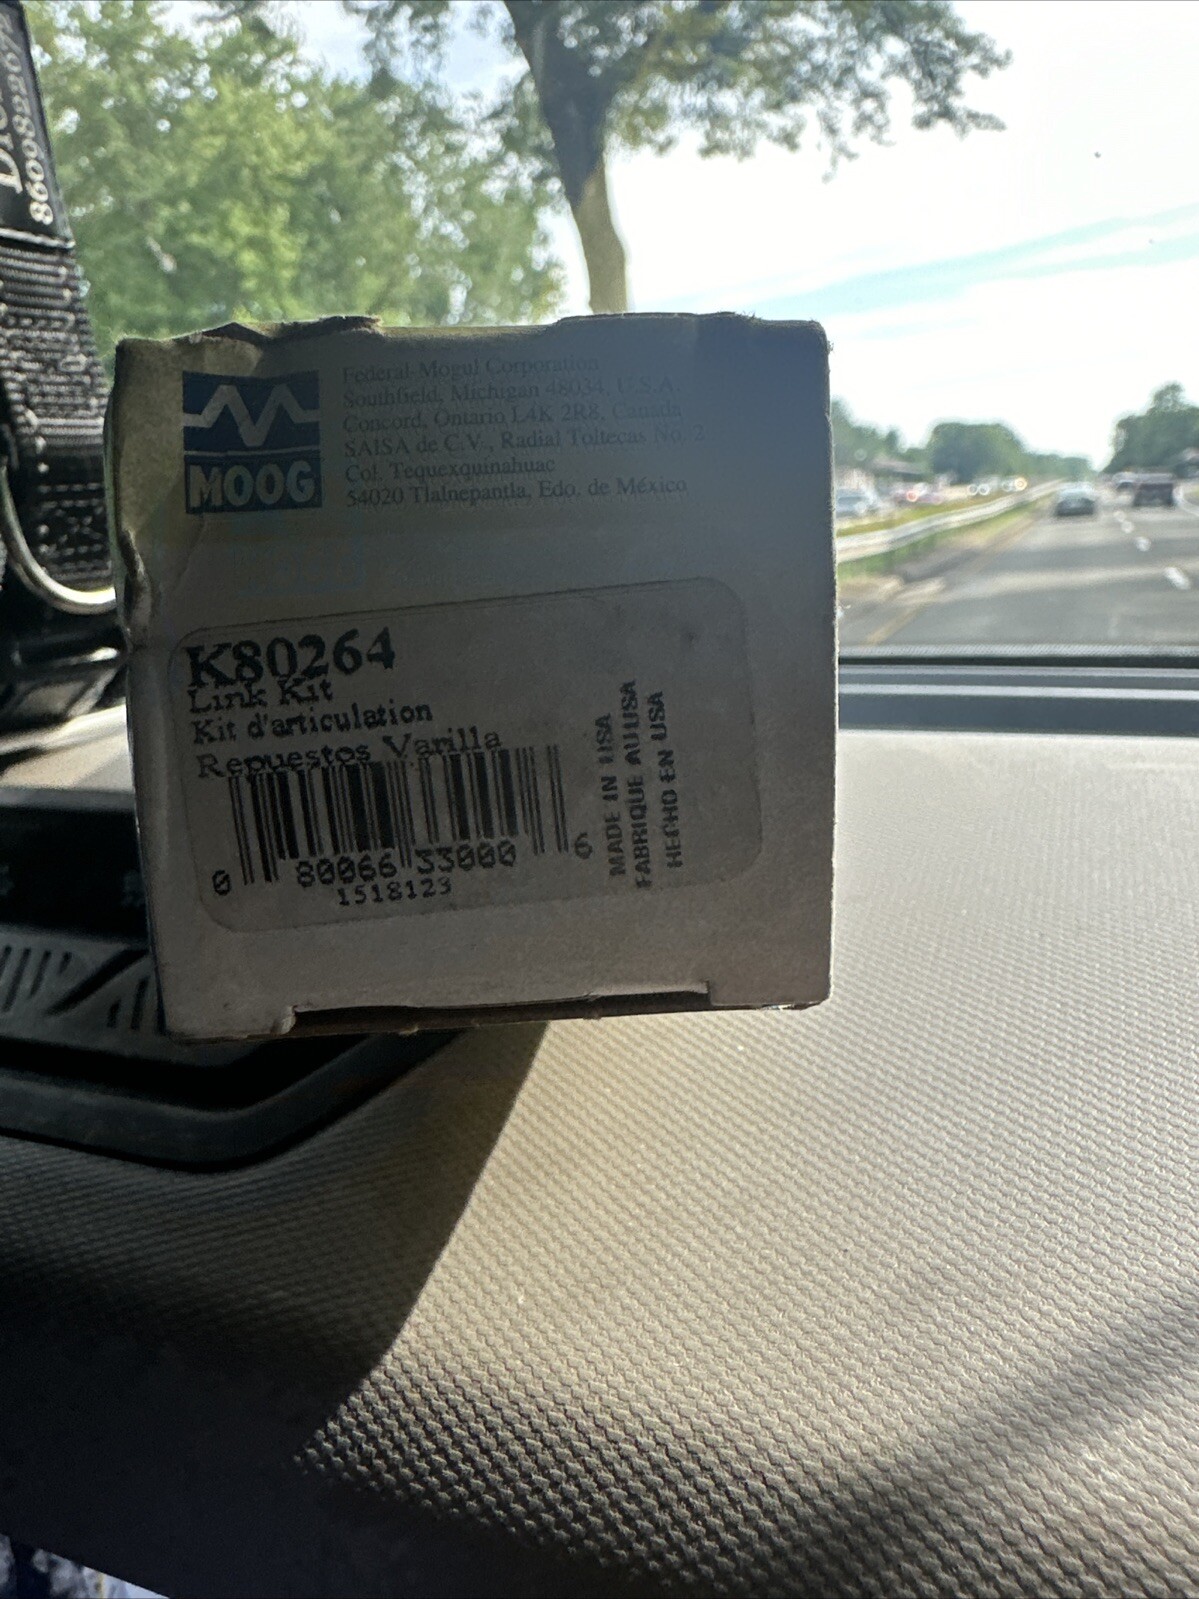 86008532673
MOOG
Federal-Mogul Corporation
Southfield, Michigan 48034, U.S.A.
Concord, Ontario L4K 2R8, Canada
SAISA de C.V., Radial Toltecas No. 2
Col. Tequexquinahuac
54020 Tlalnepantla, Edo. de México
K80264
Link Kit
Kit d'articulation
Repuestos Varilla
0 80066 33000 6
1518123
MADE IN USA
FABRIQUE AU USA
HECHO EN USA